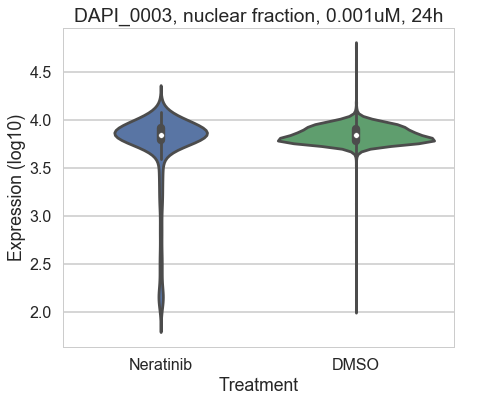 DAPI_0003, nuclear fraction, 0.001uM, 24h
Expression (log10)
4.5
4.0
3.5
3.0
2.5
2.0
Neratinib DMSO
Treatment